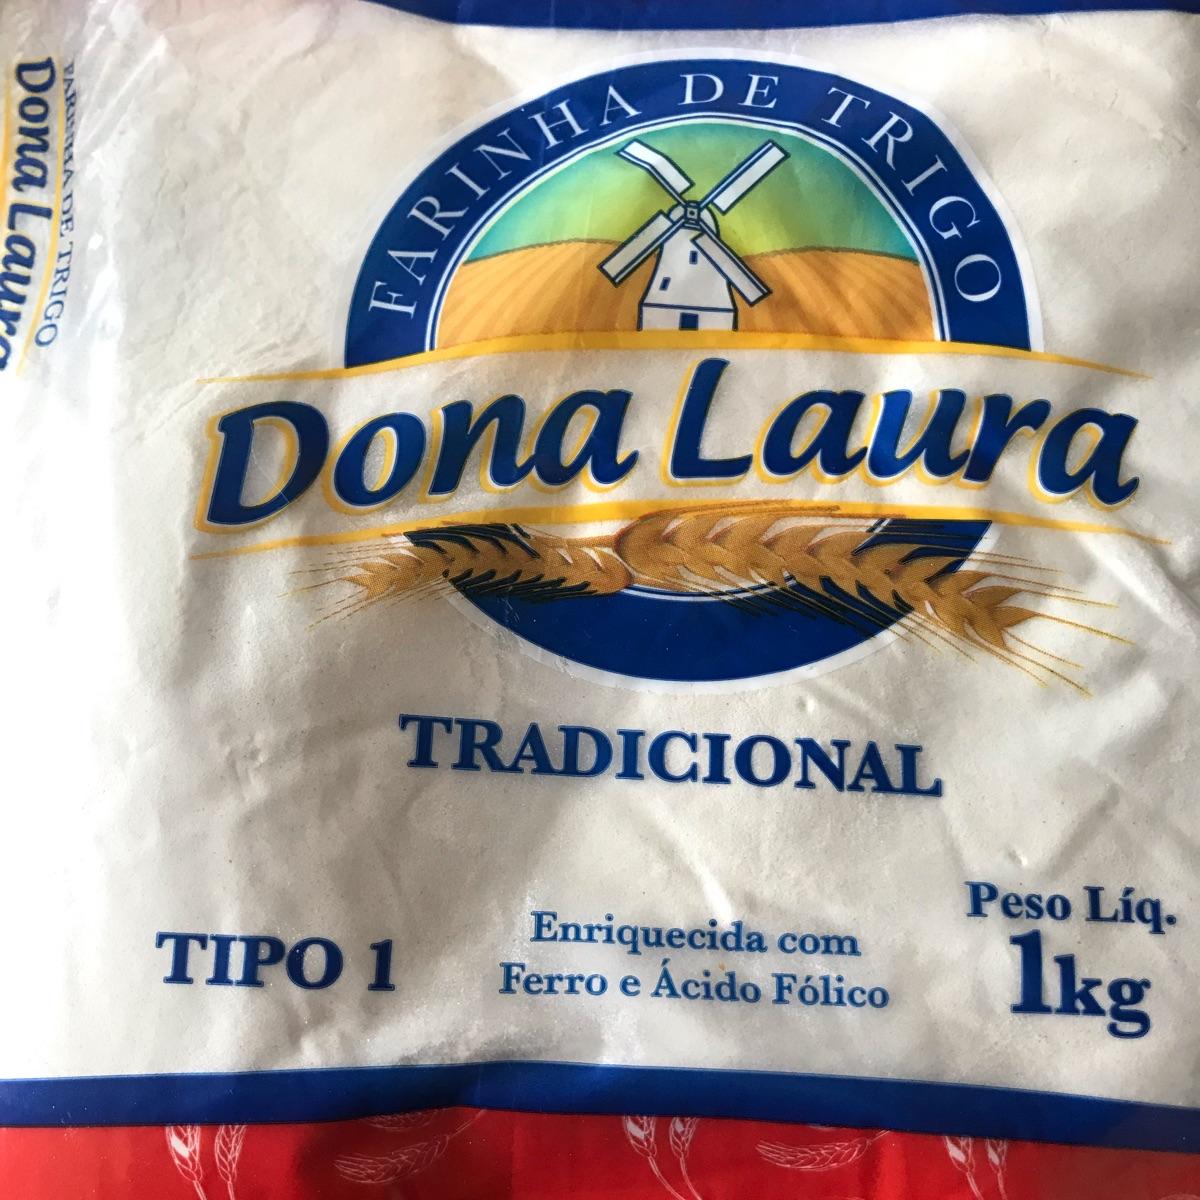 FARINHA DE TRIGO
Dona Laura
FARINHA DE TRIGO
Dona Laura
TRADICIONAL
TIPO 1
Enriquecida com
Ferro e Ácido Fólico
Peso Líq.
1kg